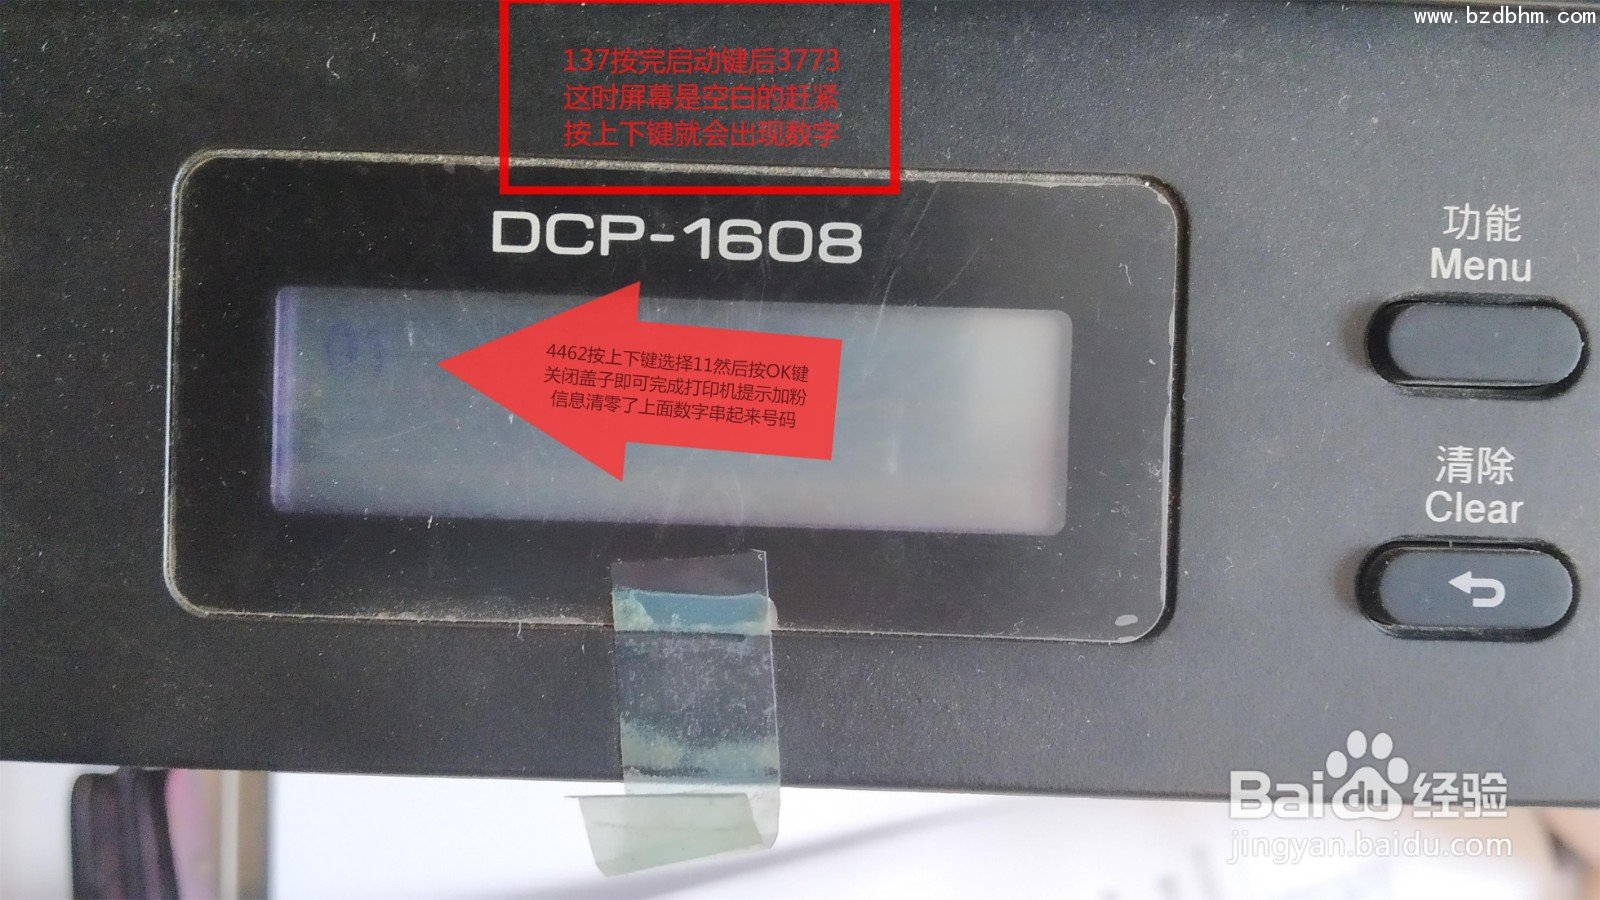 www.bzdbhm.com
137按完启动键后3773
这时屏幕是空白的赶紧
按上下键就会出现数字
DCP-1608
功能
Menu
4462按上下键选择11然后按OK键
关闭盖子即可完成打印机提示加粉
信息清零了上面数字串起来号码
清除
Clear
Bai du 经验
jingyan.baidu.com